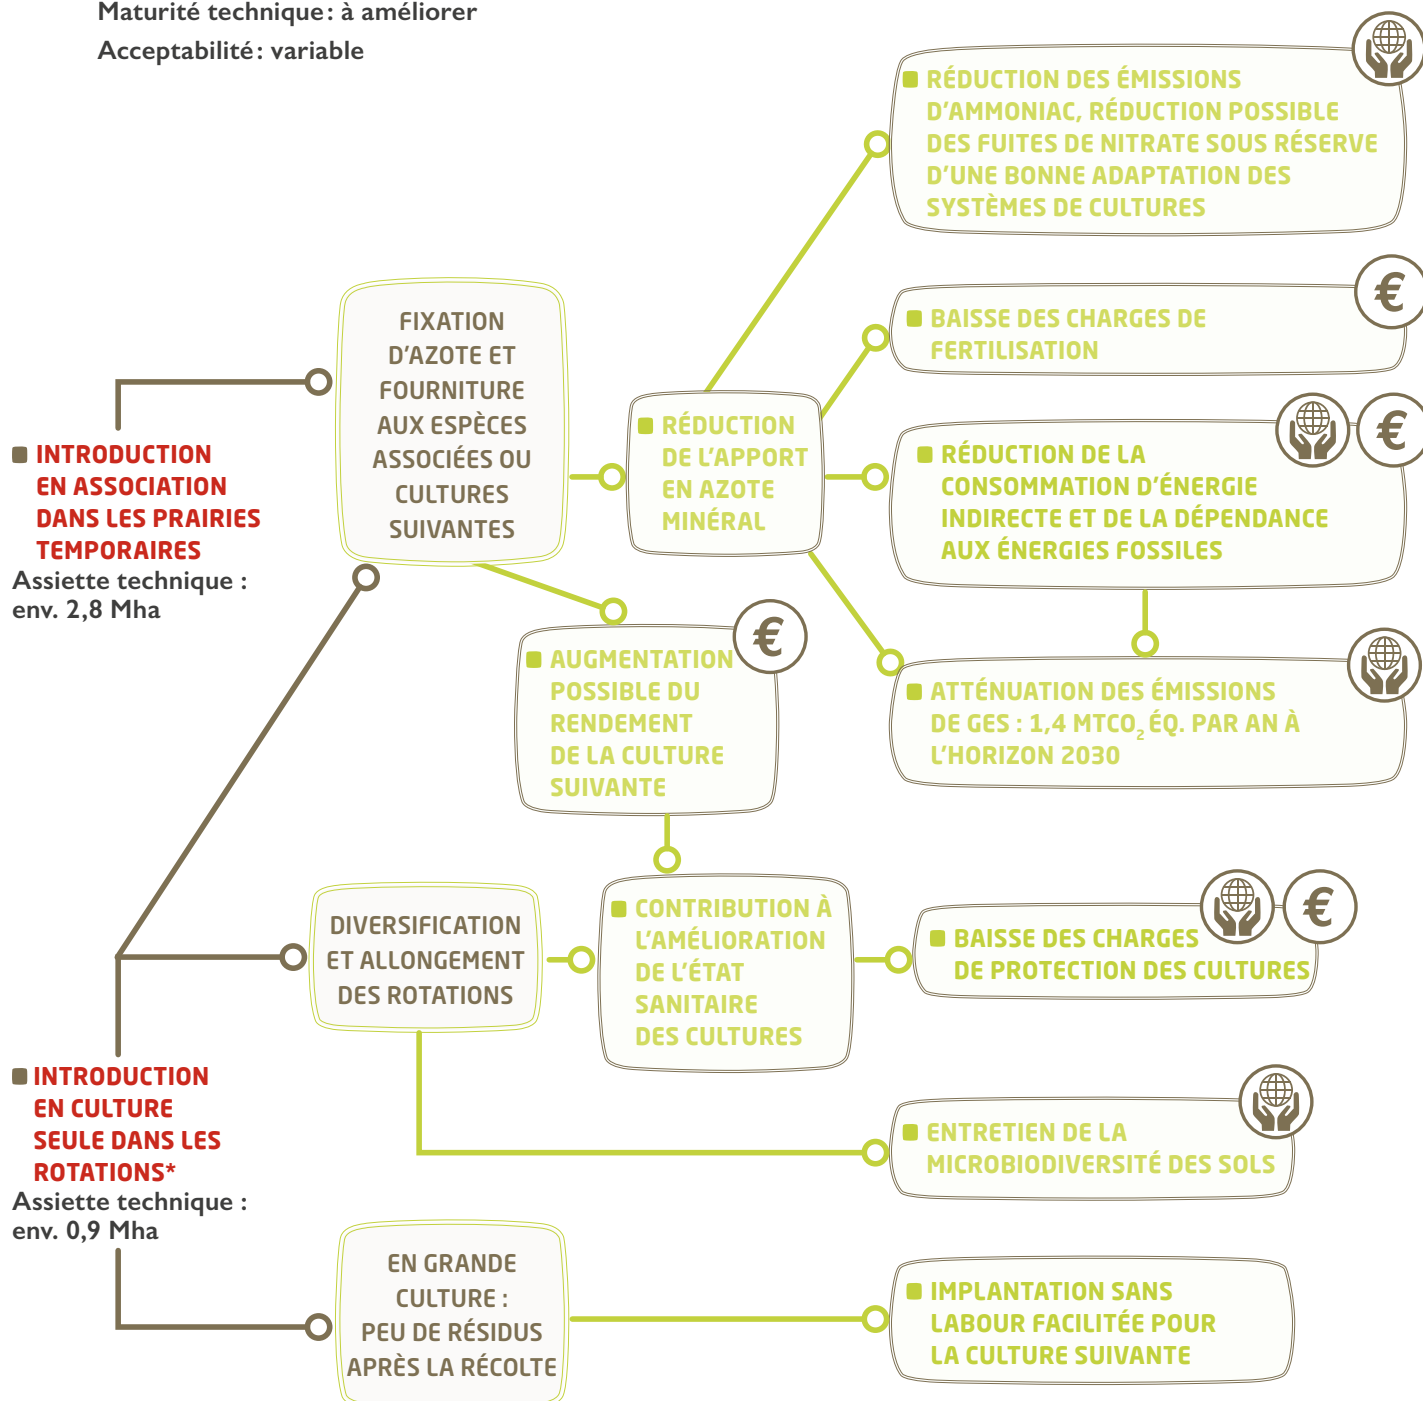 Maturité technique : à améliorer
Acceptabilité : variable
RÉDUCTION DES ÉMISSIONS
D'AMMONIAC, RÉDUCTION POSSIBLE
DES FUITES DE NITRATE SOUS RÉSERVE
D'UNE BONNE ADAPTATION DES
SYSTÈMES DE CULTURES
€
BAISSE DES CHARGES DE
FERTILISATION
FIXATION
D'AZOTE ET
FOURNITURE
AUX ESPÈCES
ASSOCIÉES OU
CULTURES
SUIVANTES
INTRODUCTION
EN ASSOCIATION
DANS LES PRAIRIES
TEMPORAIRES
Assiette technique :
env. 2,8 Mha
RÉDUCTION
DE L'APPORT
EN AZOTE
MINÉRAL
€
RÉDUCTION DE LA
CONSOMMATION D'ÉNERGIE
INDIRECTE ET DE LA DÉPENDANCE
AUX ÉNERGIES FOSSILES
€
AUGMENTATION
POSSIBLE DU
RENDEMENT
DE LA CULTURE
SUIVANTE
ATTÉNUATION DES ÉMISSIONS
DE GES : 1,4 MTCO₂ ÉQ. PAR AN À
L'HORIZON 2030
DIVERSIFICATION
ET ALLONGEMENT
DES ROTATIONS
CONTRIBUTION À
L'AMÉLIORATION
DE L'ÉTAT
SANITAIRE
DES CULTURES
€
BAISSE DES CHARGES
DE PROTECTION DES CULTURES
INTRODUCTION
EN CULTURE
SEULE DANS LES
ROTATIONS*
Assiette technique :
env. 0,9 Mha
ENTRETIEN DE LA
MICROBIODIVERSITÉ DES SOLS
EN GRANDE
CULTURE :
PEU DE RÉSIDUS
APRÈS LA RÉCOLTE
IMPLANTATION SANS
LABOUR FACILITÉE POUR
LA CULTURE SUIVANTE